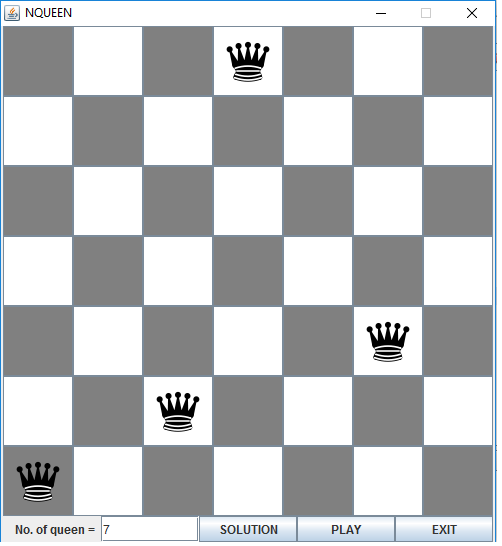 NQUEEN
No. of queen = 7 SOLUTION PLAY EXIT